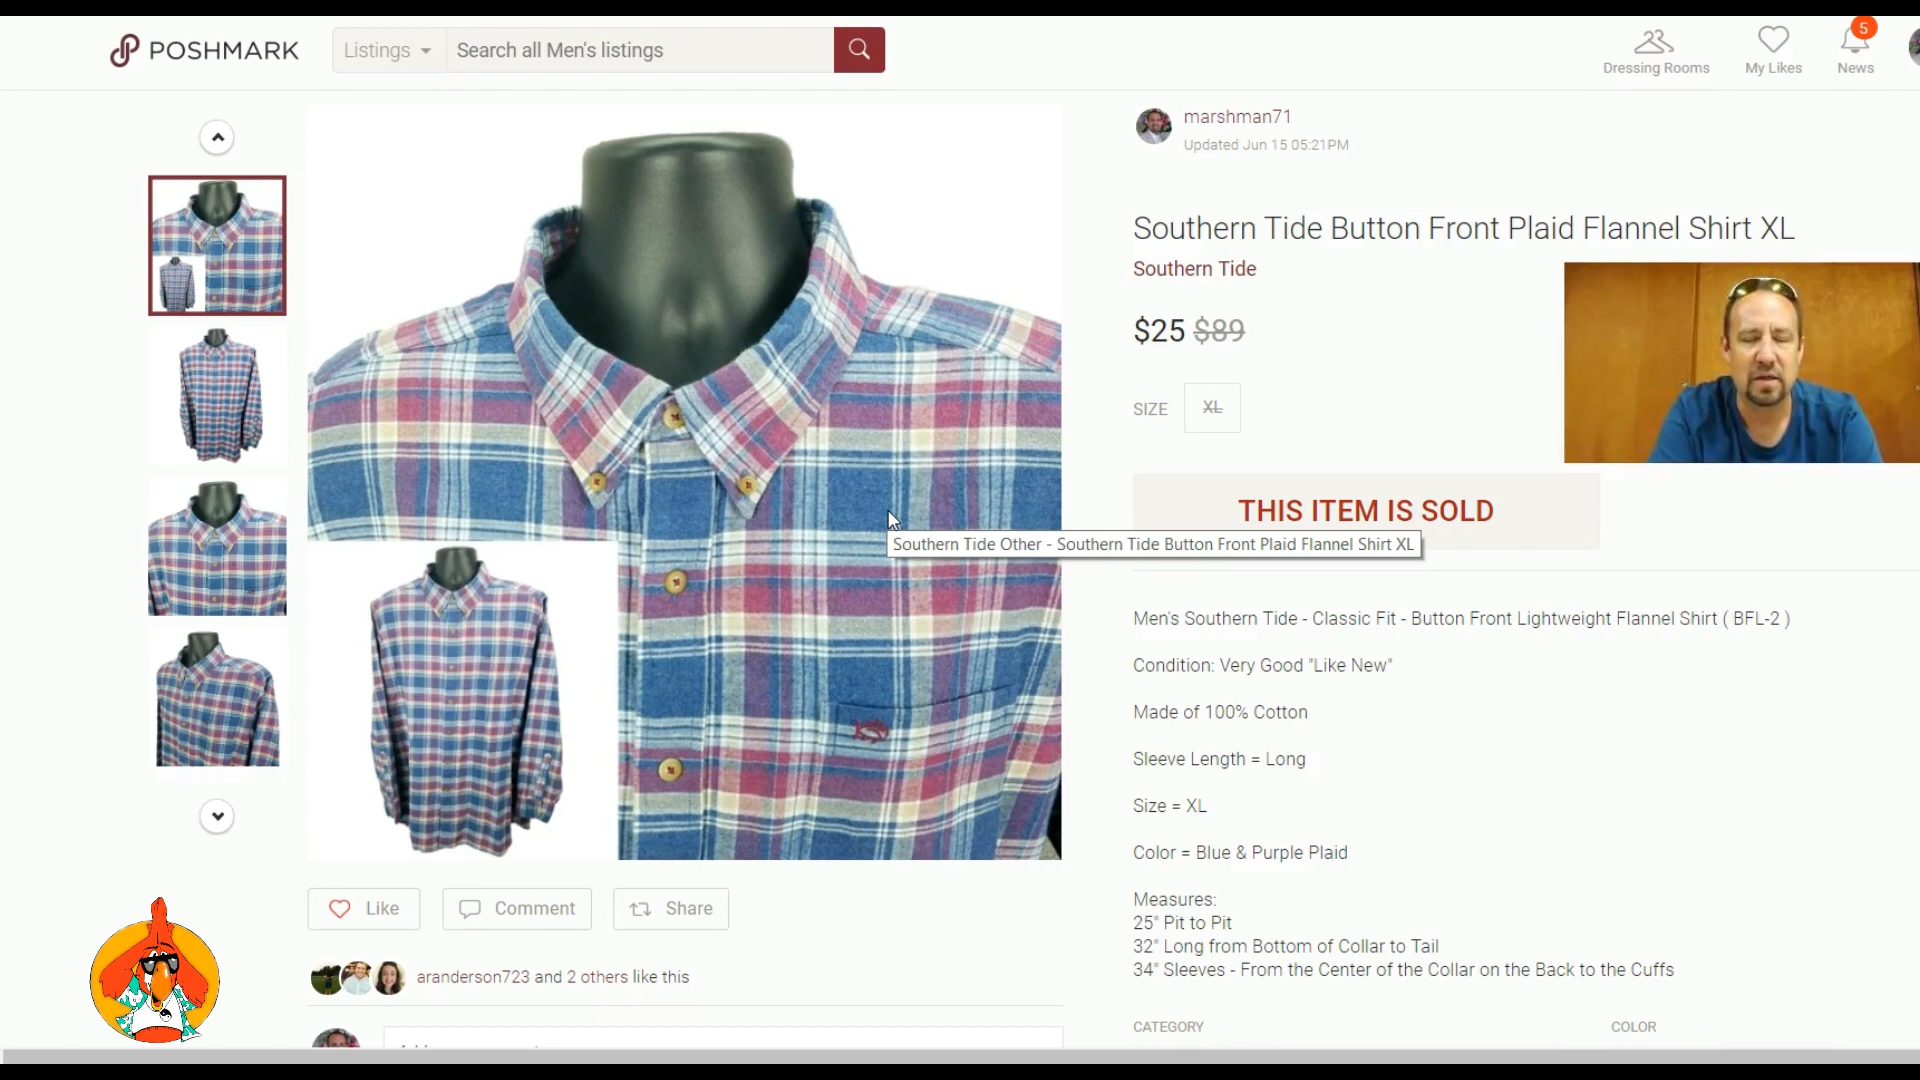 POSHMARK
Listings
Search all Men's listings
Dressing Rooms
My Likes
5
News
marshman71
Updated Jun 15 05:21PM
Southern Tide Button Front Plaid Flannel Shirt XL
Southern Tide
$25 $89
SIZE XL
THIS ITEM IS SOLD
Southern Tide Other - Southern Tide Button Front Plaid Flannel Shirt XL
Men's Southern Tide - Classic Fit - Button Front Lightweight Flannel Shirt ( BFL-2 )
Condition: Very Good "Like New"
Made of 100% Cotton
Sleeve Length = Long
Size = XL
Color = Blue & Purple Plaid
Measures:
25" Pit to Pit
32" Long from Bottom of Collar to Tail
34" Sleeves - From the Center of the Collar on the Back to the Cuffs
CATEGORY
COLOR
Like
Comment
Share
aranderson723 and 2 others like this